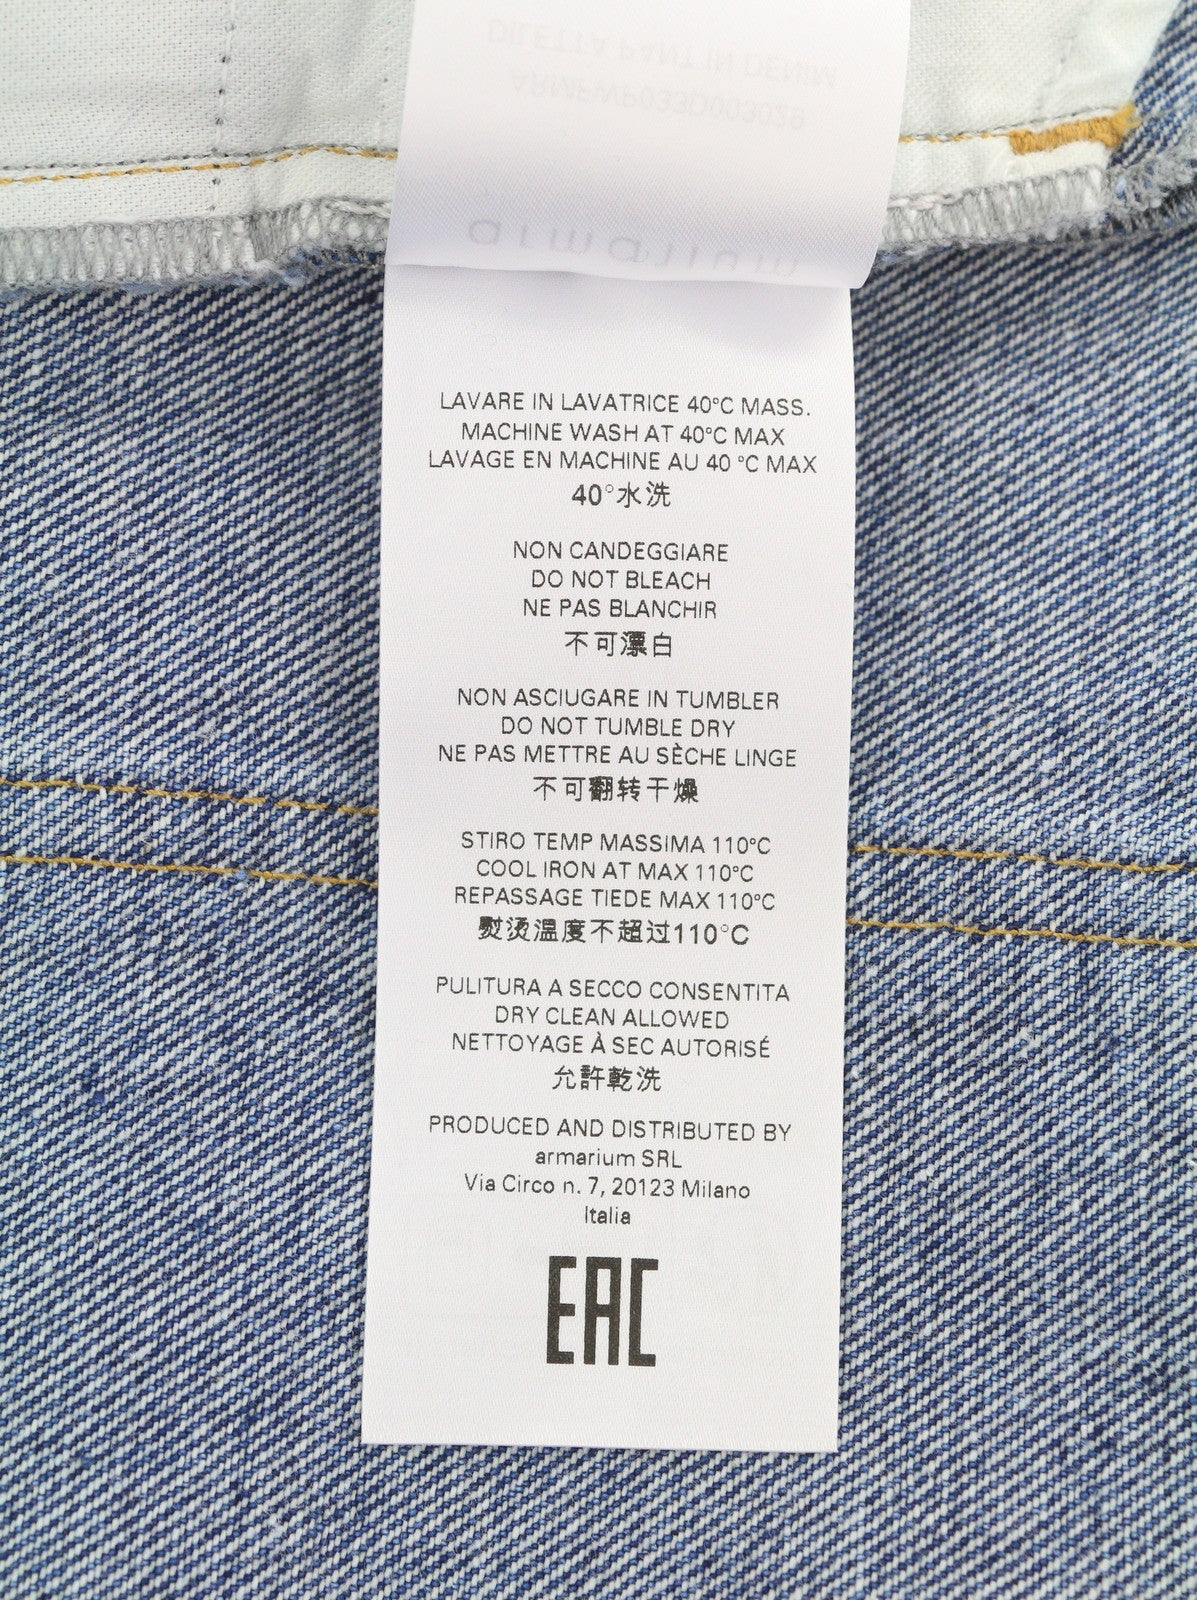 DILETTA PANT IN DENIM
armarium
LAVARE IN LAVATRICE 40°C MASS.
MACHINE WASH AT 40°C MAX
LAVAGE EN MACHINE AU 40 °C MAX
40°水洗
NON CANDEGGIARE
DO NOT BLEACH
NE PAS BLANCHIR
不可漂白
NON ASCIUGARE IN TUMBLER
DO NOT TUMBLE DRY
NE PAS METTRE AU SÈCHE LINGE
不可翻转干燥
STIRO TEMP MASSIMA 110°C
COOL IRON AT MAX 110°C
REPASSAGE TIEDE MAX 110°C
熨烫温度不超过110°C
PULITURA A SECCO CONSENTITA
DRY CLEAN ALLOWED
NETTOYAGE À SEC AUTORISÉ
允許乾洗
PRODUCED AND DISTRIBUTED BY
armarium SRL
Via Circo n. 7, 20123 Milano
Italia
EAC